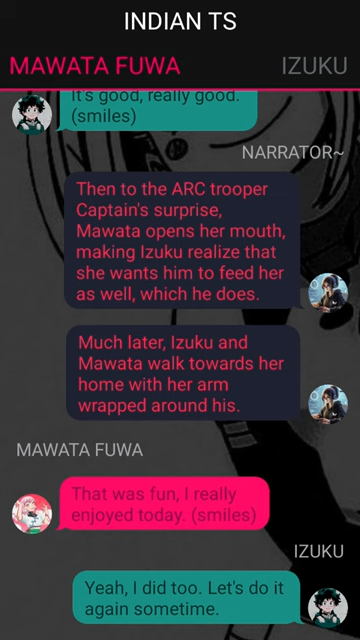 INDIAN TS
MAWATA FUWA
IZUKU
It's good, really good.
(smiles)
NARRATOR~
Then to the ARC trooper
Captain's surprise,
Mawata opens her mouth,
making Izuku realize that
she wants him to feed her
as well, which he does.
Much later, Izuku and
Mawata walk towards her
home with her arm
wrapped around his.
MAWATA FUWA
That was fun, I really
enjoyed today. (smiles)
IZUKU
Yeah, I did too. Let's do it
again sometime.